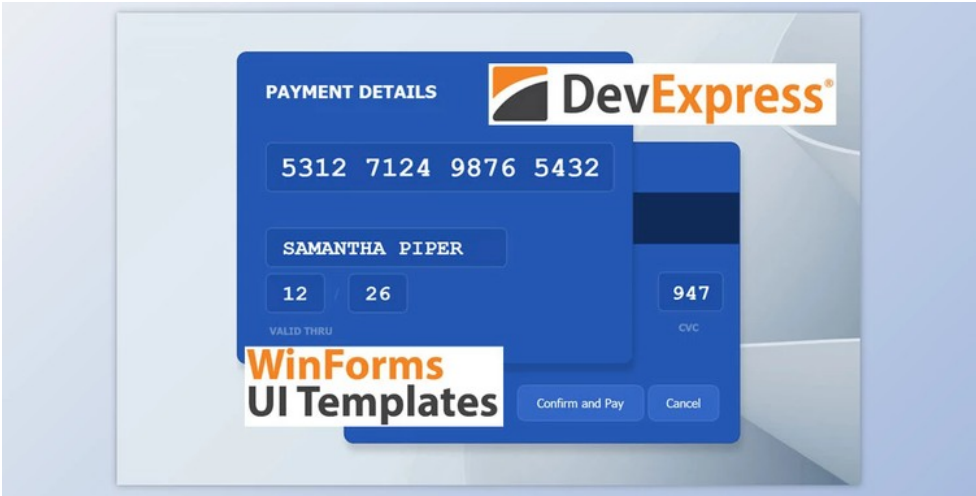 PAYMENT DETAILS
DevExpress®
5312 7124 9876 5432
SAMANTHA PIPER
12 / 26
947
VALID THRU
CVC
WinForms
UI Templates
Confirm and Pay
Cancel